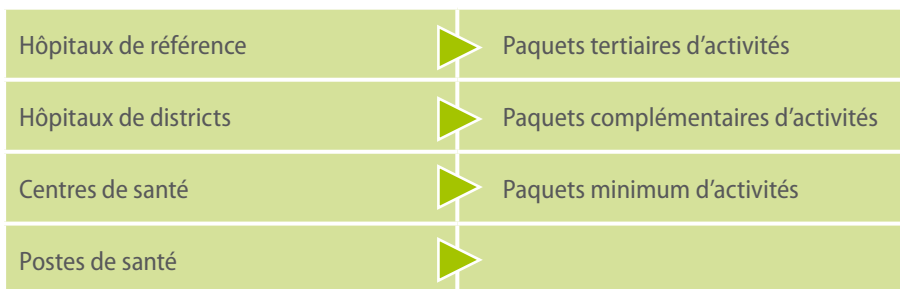 Hôpitaux de référence Paquets tertiaires d’activités
Hôpitaux de districts Paquets complémentaires d’activités
Centres de santé Paquets minimum d’activités
Postes de santé